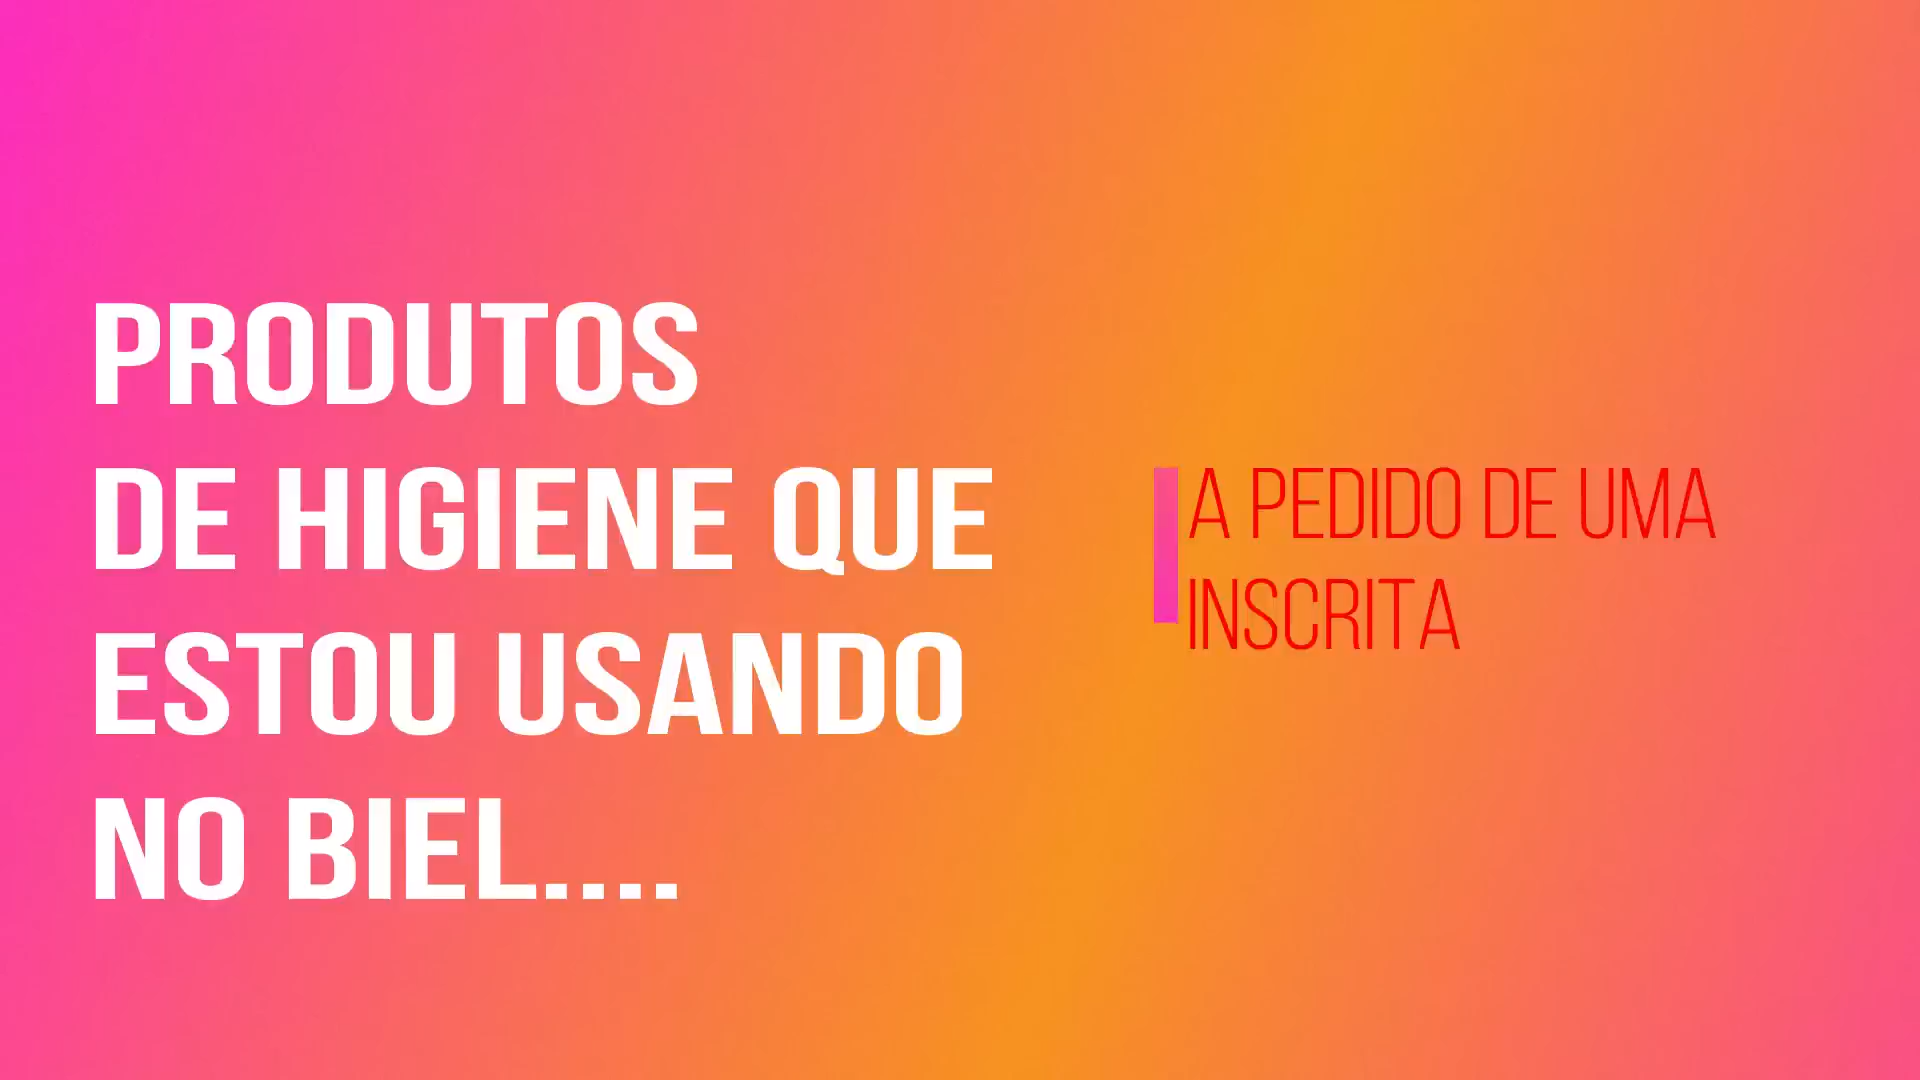 PRODUTOS
DE HIGIENE QUE
ESTOU USANDO
NO BIEL....
A PEDIDO DE UMA
INSCRITA